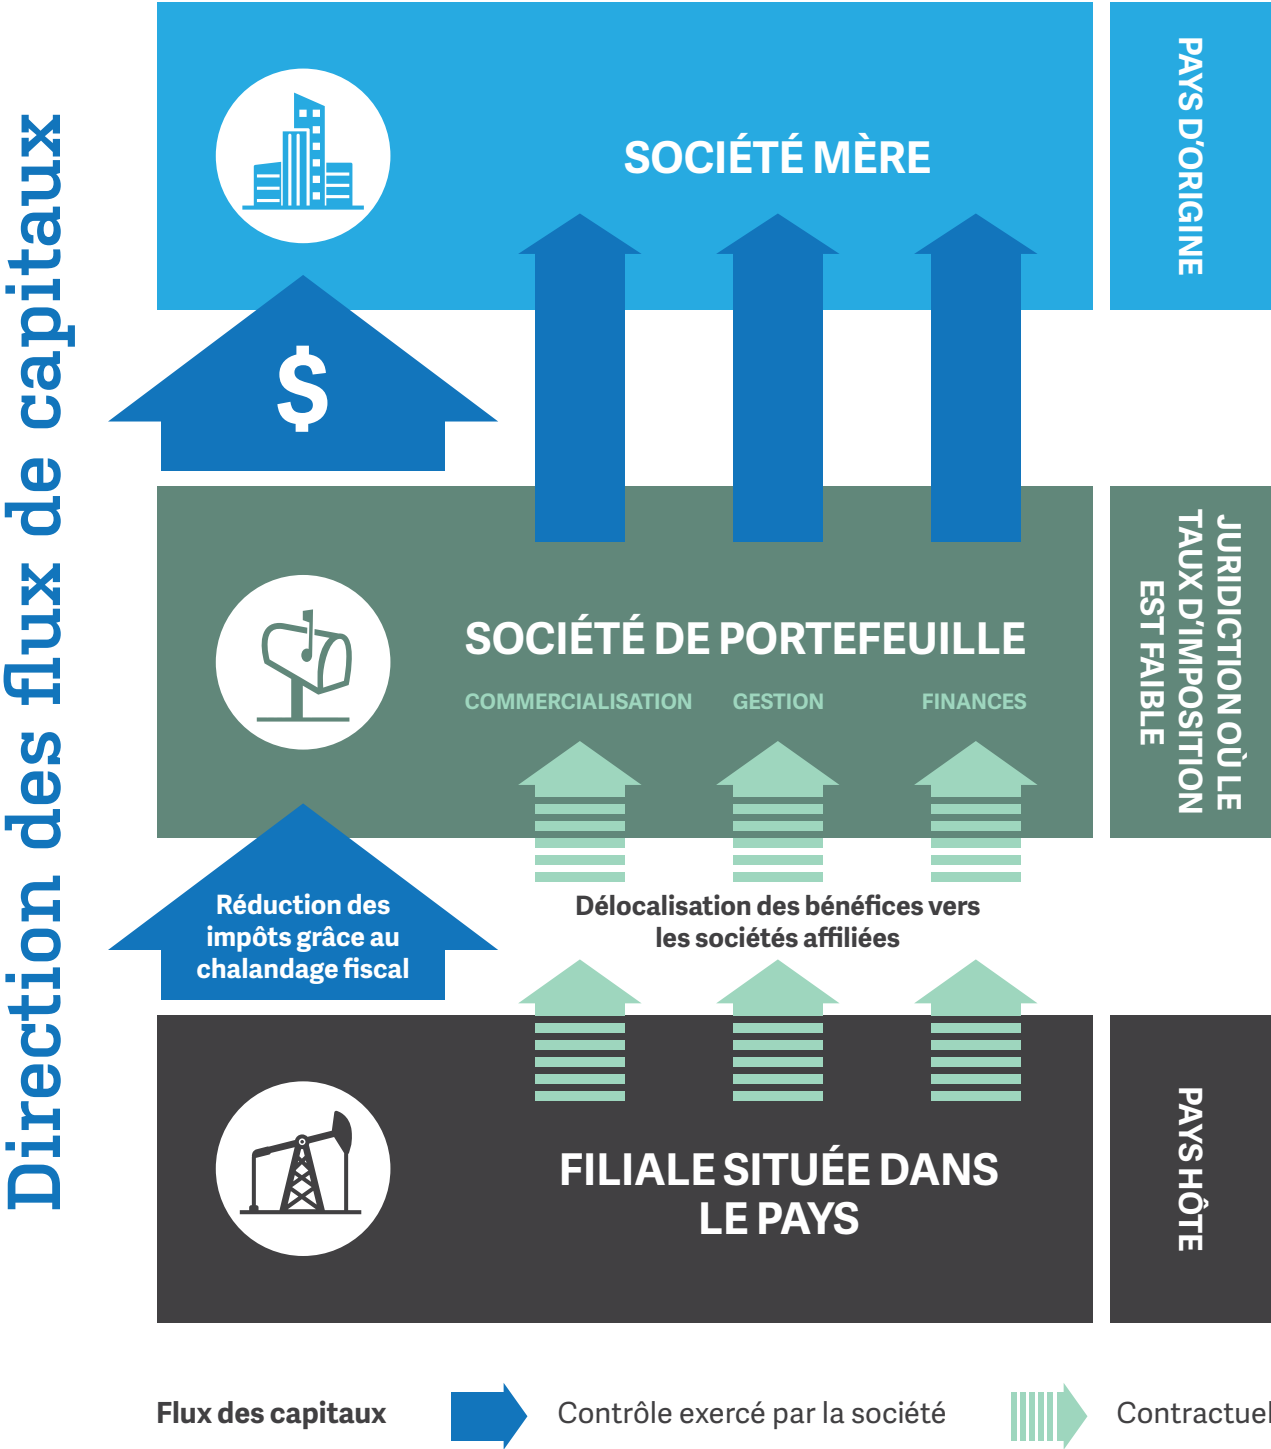 Direction des flux de capitaux
SOCIÉTÉ MÈRE
PAYS D’ORIGINE
$
SOCIÉTÉ DE PORTEFEUILLE
COMMERCIALISATION
GESTION
FINANCES
JURIDICTION OÙ LE
TAUX D’IMPOSITION
EST FAIBLE
Réduction des
impôts grâce au
chalandage fiscal
Délocalisation des bénéfices vers
les sociétés affiliées
FILIALE SITUÉE DANS
LE PAYS
PAYS HÔTE
Flux des capitaux
Contrôle exercé par la société
Contractuel